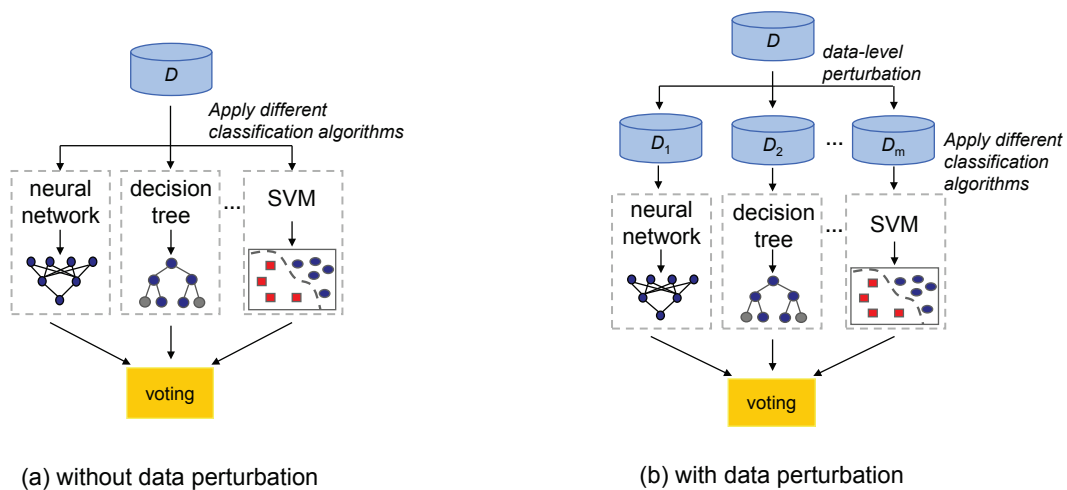 D
Apply different
classification algorithms
neural
network
decision
tree
...
SVM
voting
(a) without data perturbation
D
data-level
perturbation
D1
D2
...
Dm
Apply different
classification
algorithms
neural
network
decision
tree
...
SVM
voting
(b) with data perturbation